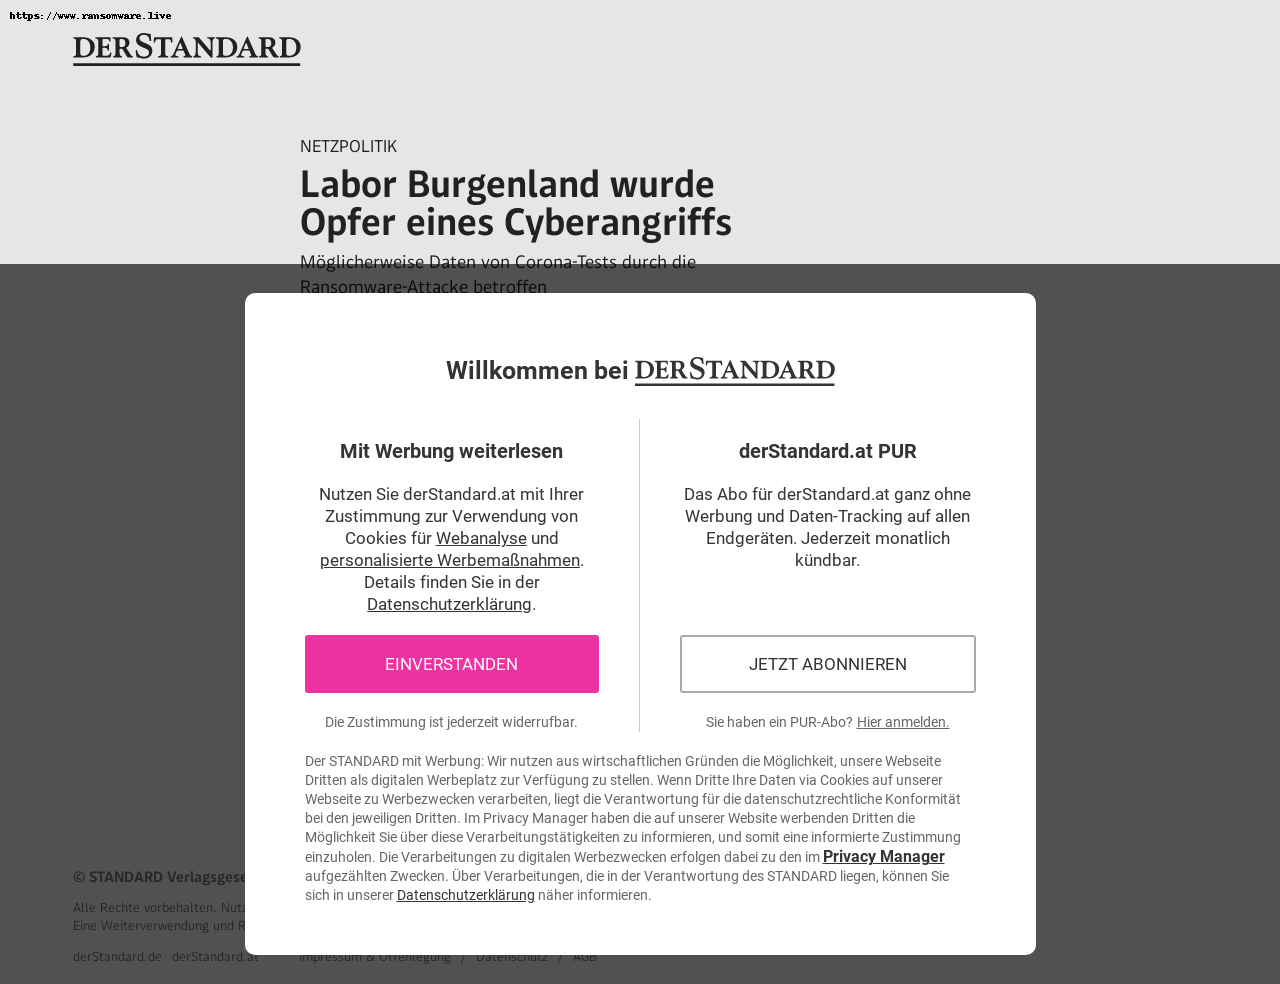 https://www.ransomware.live
DERSTANDARD
NETZPOLITIK
Labor Burgenland wurde
Opfer eines Cyberangriffs
Möglicherweise Daten von Corona-Tests durch die
Ransomware-Attacke betroffen
Willkommen bei DERSTANDARD
Mit Werbung weiterlesen
Nutzen Sie derStandard.at mit Ihrer
Zustimmung zur Verwendung von
Cookies für Webanalyse und
personalisierte Werbemaßnahmen.
Details finden Sie in der
Datenschutzerklärung.
EINVERSTANDEN
Die Zustimmung ist jederzeit widerrufbar.
derStandard.at PUR
Das Abo für derStandard.at ganz ohne
Werbung und Daten-Tracking auf allen
Endgeräten. Jederzeit monatlich
kündbar.
JETZT ABONNIEREN
Sie haben ein PUR-Abo? Hier anmelden.
Der STANDARD mit Werbung: Wir nutzen aus wirtschaftlichen Gründen die Möglichkeit, unsere Webseite
Dritten als digitalen Werbeplatz zur Verfügung zu stellen. Wenn Dritte Ihre Daten via Cookies auf unserer
Webseite zu Werbezwecken verarbeiten, liegt die Verantwortung für die datenschutzrechtliche Konformität
bei den jeweiligen Dritten. Im Privacy Manager haben die auf unserer Website werbenden Dritten die
Möglichkeit Sie über diese Verarbeitungstätigkeiten zu informieren, und somit eine informierte Zustimmung
einzuholen. Die Verarbeitungen zu digitalen Werbezwecken erfolgen dabei zu den im Privacy Manager
aufgezählten Zwecken. Über Verarbeitungen, die in der Verantwortung des STANDARD liegen, können Sie
sich in unserer Datenschutzerklärung näher informieren.
© STANDARD Verlagsgese
Alle Rechte vorbehalten. Nutz
Eine Weiterverwendung und R
derStandard.de derStandard.at Impressum & Offenlegung / Datenschutz / AGB